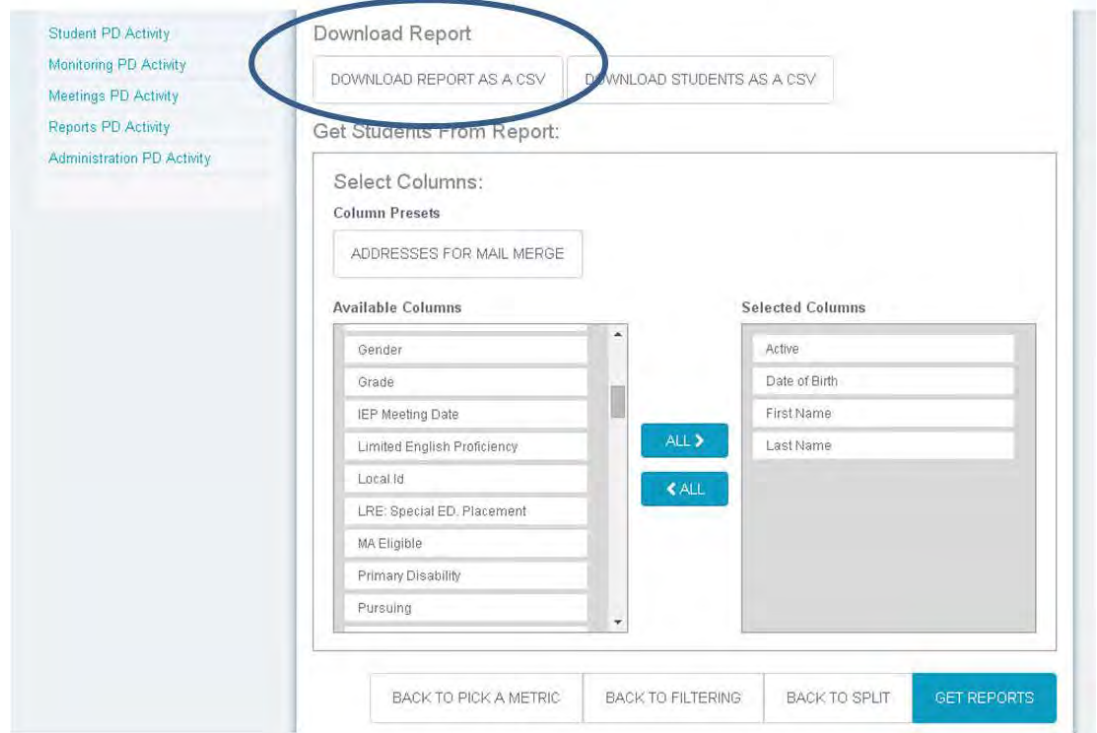 Student PD Activity
Monitoring PD Activity
Meetings PD Activity
Reports PD Activity
Administration PD Activity
Download Report
DOWNLOAD REPORT AS A CSV
DOWNLOAD STUDENTS AS A CSV
Get Students From Report:
Select Columns:
Column Presets
ADDRESSES FOR MAIL MERGE
Available Columns
Gender
Grade
IEP Meeting Date
Limited English Proficiency
Local Id
LRE: Special ED. Placement
MA Eligible
Primary Disability
Pursuing
ALL
ALL
Selected Columns
Active
Date of Birth
First Name
Last Name
BACK TO PICK A METRIC
BACK TO FILTERING
BACK TO SPLIT
GET REPORTS